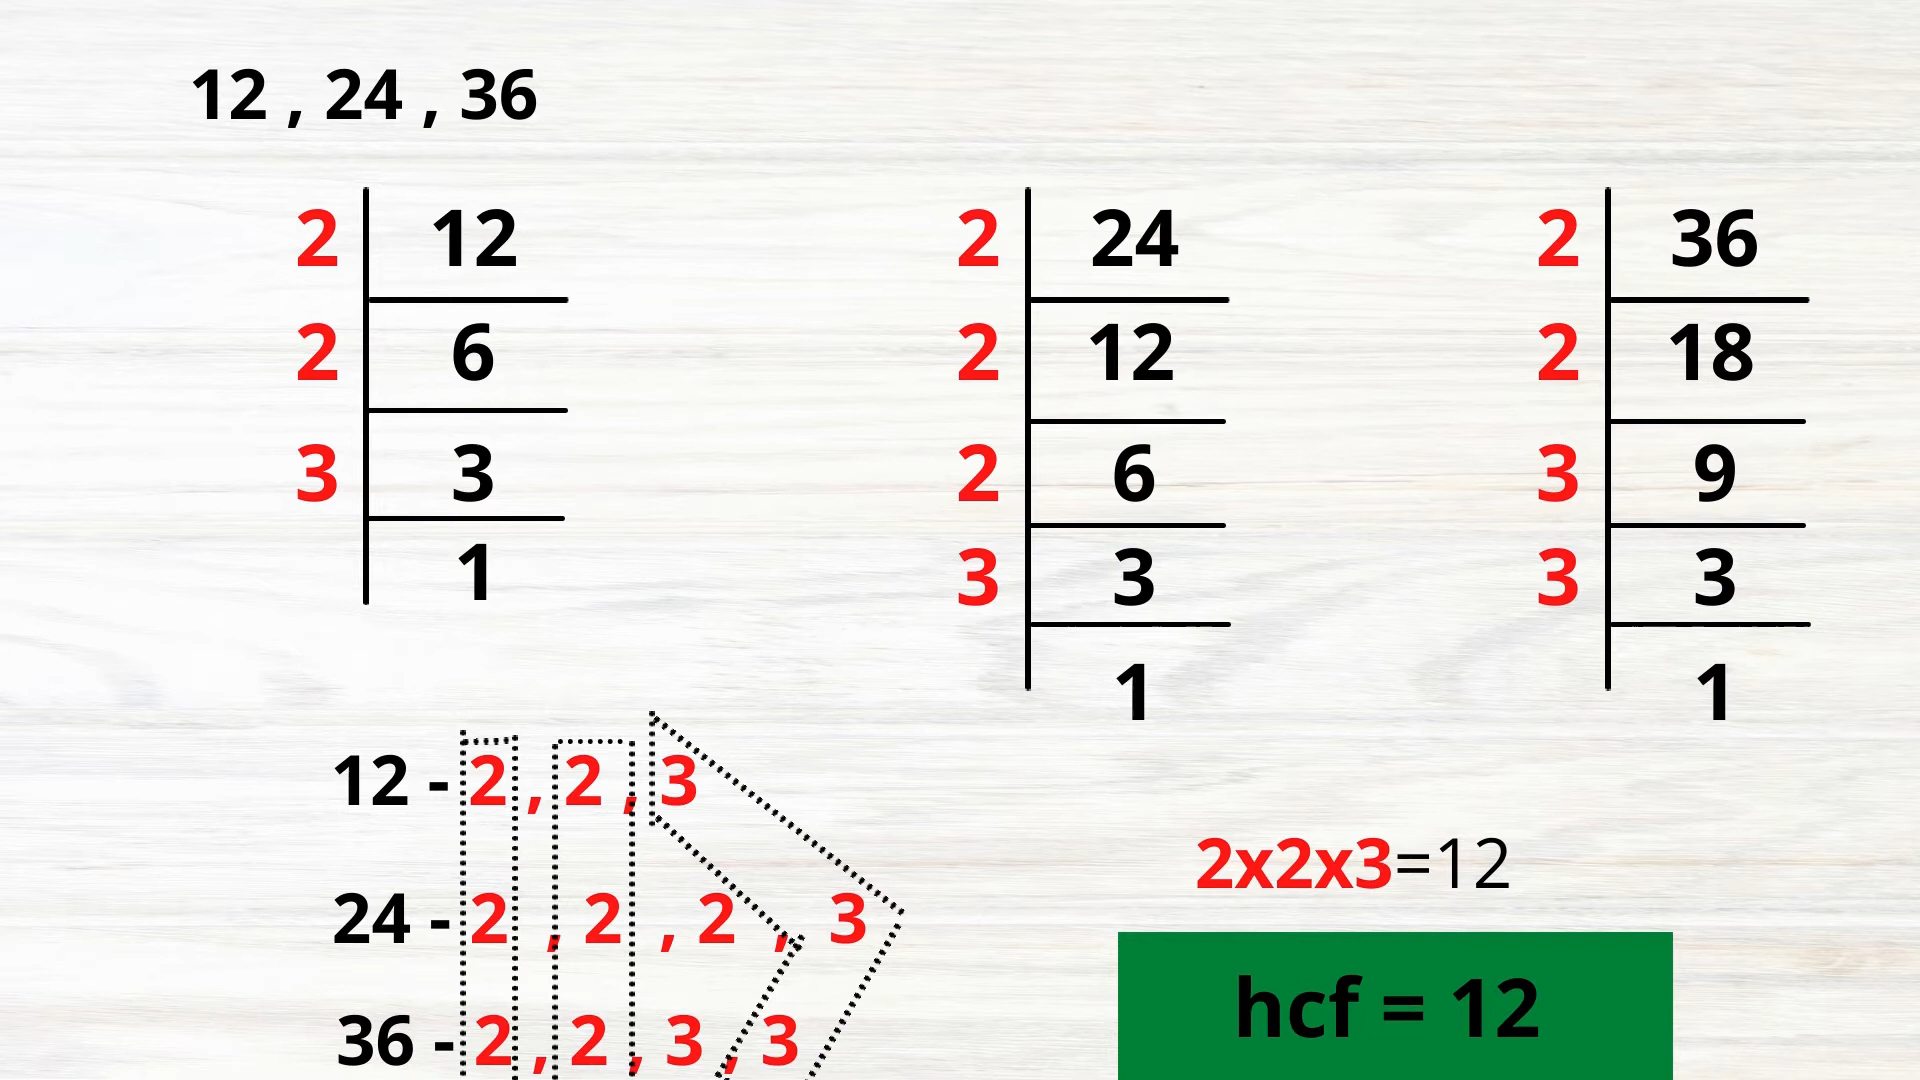 12 , 24 , 36
2 12
2 6
3 3
1
2 24
2 12
2 6
3 3
1
2 36
2 18
3 9
3 3
1
12 - 2 , 2 , 3
24 - 2 , 2 , 2 , 3
36 - 2 , 2 , 3 , 3
2x2x3=12
hcf = 12